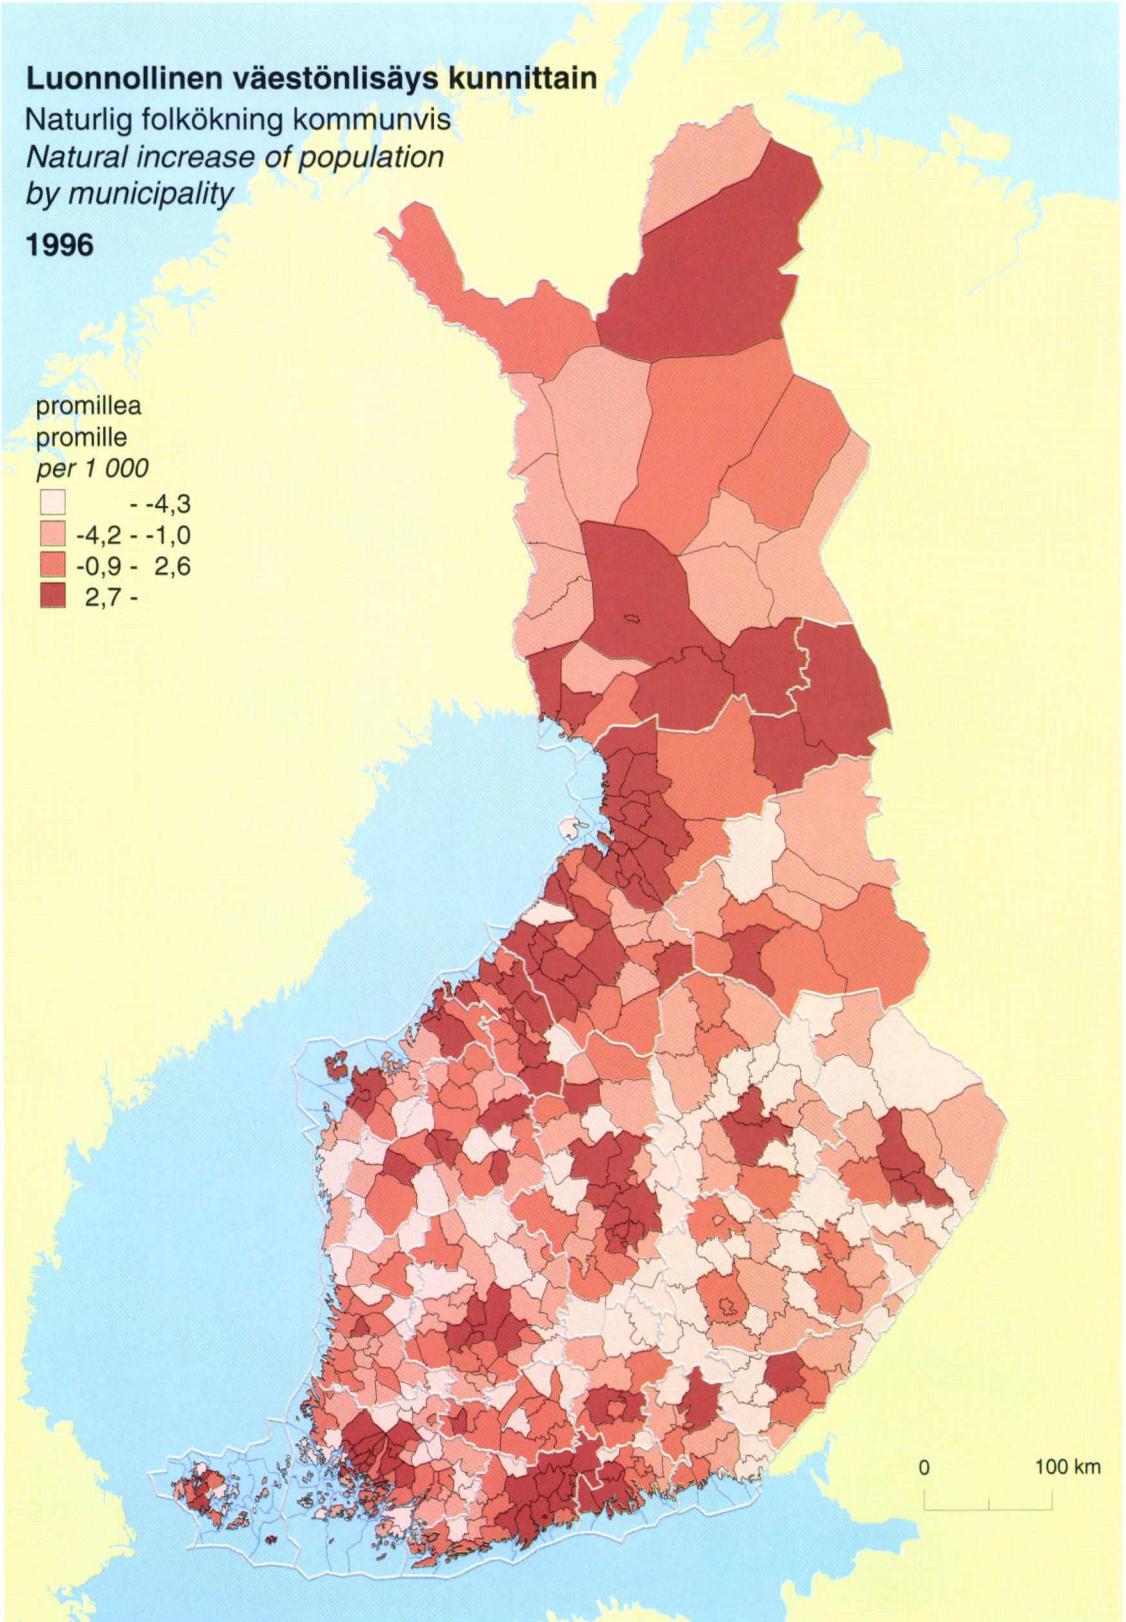 Luonnollinen väestönlisäys kunnittain
Naturlig folkökning kommunvis
Natural increase of population
by municipality
1996
promillea
promille
per 1 000
- -4,3
-4,2 - -1,0
-0,9 - 2,6
2,7 -
0 100 km